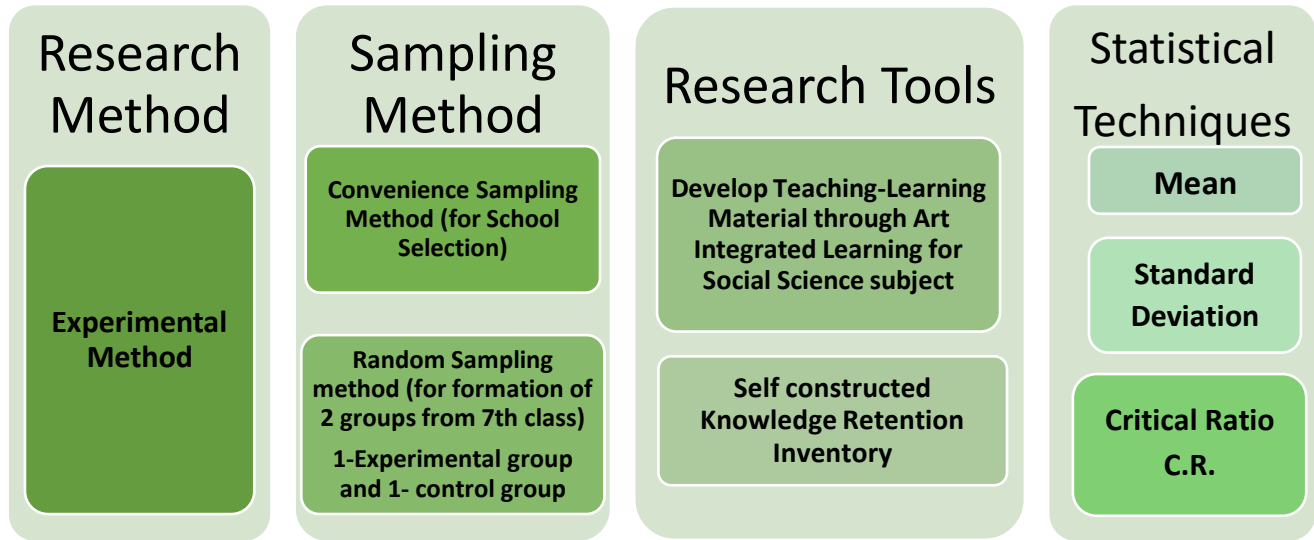 Research
Method
Experimental
Method
Sampling
Method
Convenience Sampling
Method (for School
Selection)
Random Sampling
method (for formation of
2 groups from 7th class)
1-Experimental group
and 1- control group
Research Tools
Develop Teaching-Learning
Material through Art
Integrated Learning for
Social Science subject
Self constructed
Knowledge Retention
Inventory
Statistical
Techniques
Mean
Standard
Deviation
Critical Ratio
C.R.